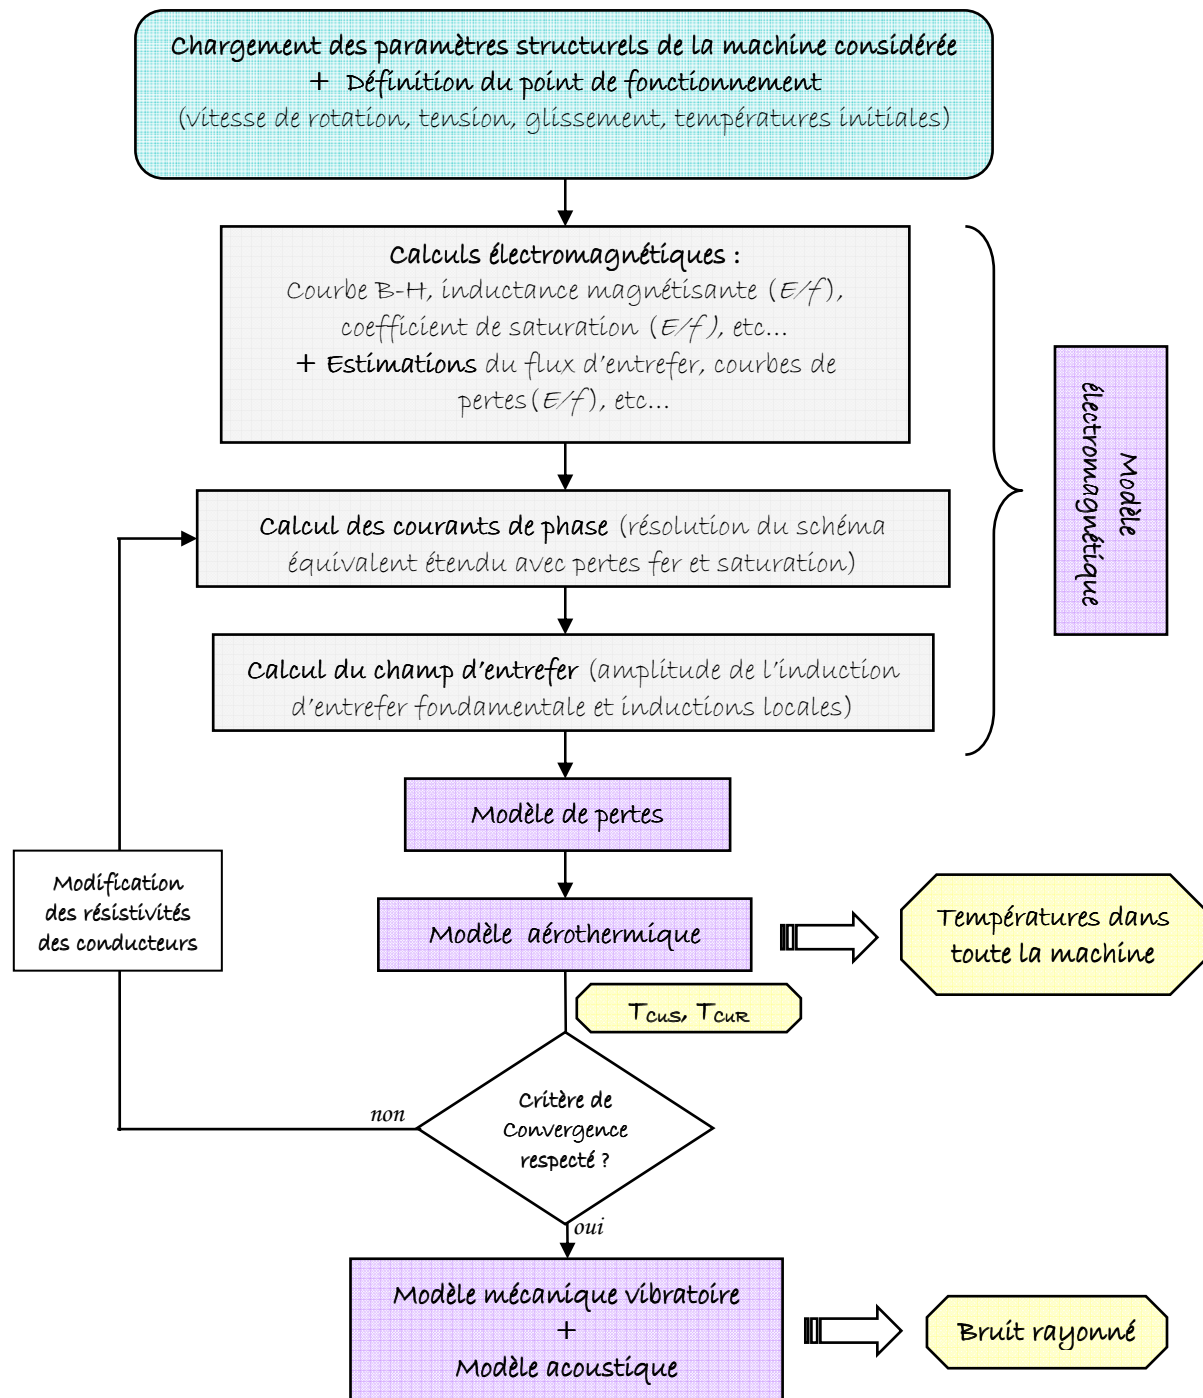 Chargement des paramètres structurels de la machine considérée
+ Définition du point de fonctionnement
(vitesse de rotation, tension, glissement, températures initiales)
Calculs électromagnétiques :
Courbe B-H, inductance magnétisante (E/f),
coefficient de saturation (E/f), etc...
+ Estimations du flux d'entrefer, courbes de
pertes(E/f), etc...
Modèle
électromagnétique
Calcul des courants de phase (résolution du schéma
équivalent étendu avec pertes fer et saturation)
Calcul du champ d'entrefer (amplitude de l'induction
d'entrefer fondamentale et inductions locales)
Modèle de pertes
Modification
des résistivités
des conducteurs
Modèle aérothermique
Températures dans
toute la machine
TCUS, TCUR
Critère de
Convergence
respecté ?
non
oui
Modèle mécanique vibratoire
+
Modèle acoustique
Bruit rayonné